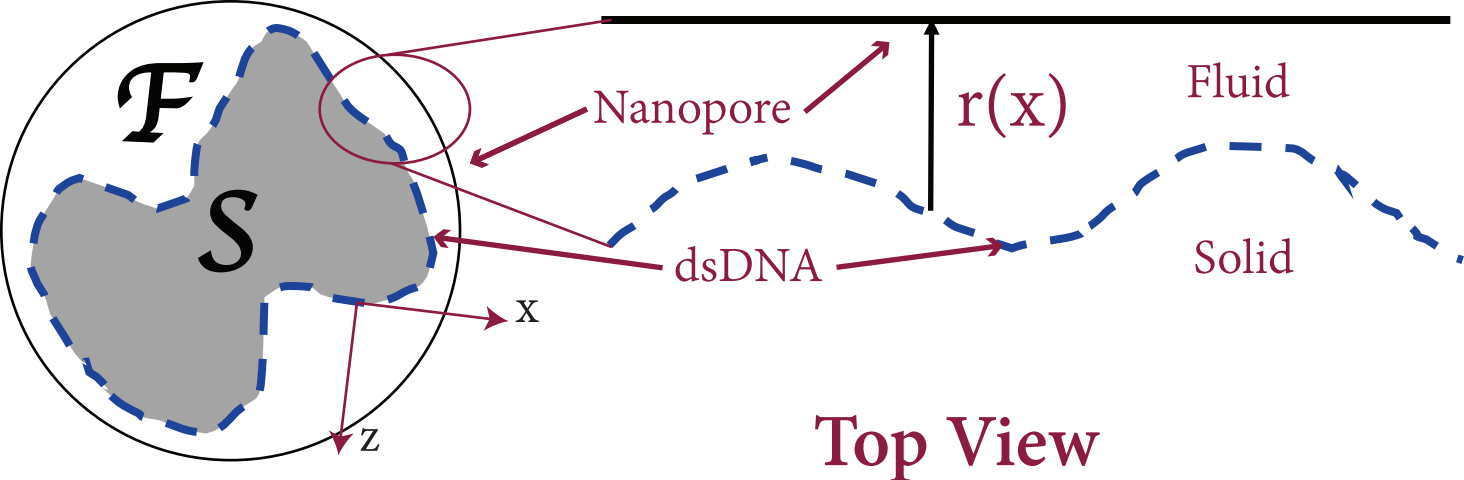 F
S
Nanopore
r(x)
Fluid
dsDNA
Solid
x
z
Top View